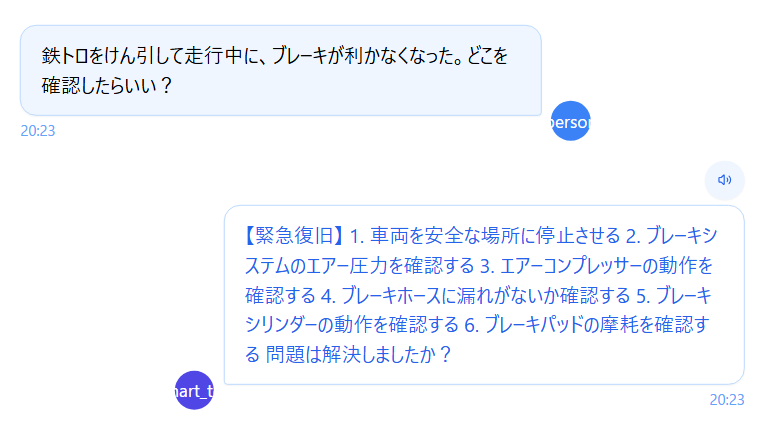 鉄トロをけん引して走行中に、ブレーキが利かなくなった。どこを
確認したらいい？
person
20:23
【緊急復旧】 1. 車両を安全な場所に停止させる 2. ブレーキシ
ステムのエアー圧力を確認する 3. エアーコンプレッサーの動作を
確認する 4. ブレーキホースに漏れがないか確認する 5. ブレーキ
シリンダーの動作を確認する 6. ブレーキパッドの摩耗を確認す
る 問題は解決しましたか？
nart_t
20:23